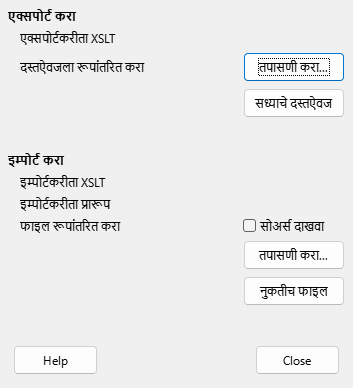 एक्सपोर्ट करा
एक्सपोर्टकरीता XSLT
दस्तऐवजला रूपांतरित करा
तपासणी करा...
सध्याचे दस्तऐवज
इम्पोर्ट करा
इम्पोर्टकरीता XSLT
इम्पोर्टकरीता प्रारूप
फाइल रूपांतरित करा
सोअर्स दाखवा
तपासणी करा...
नुकतीच फाइल
Help
Close